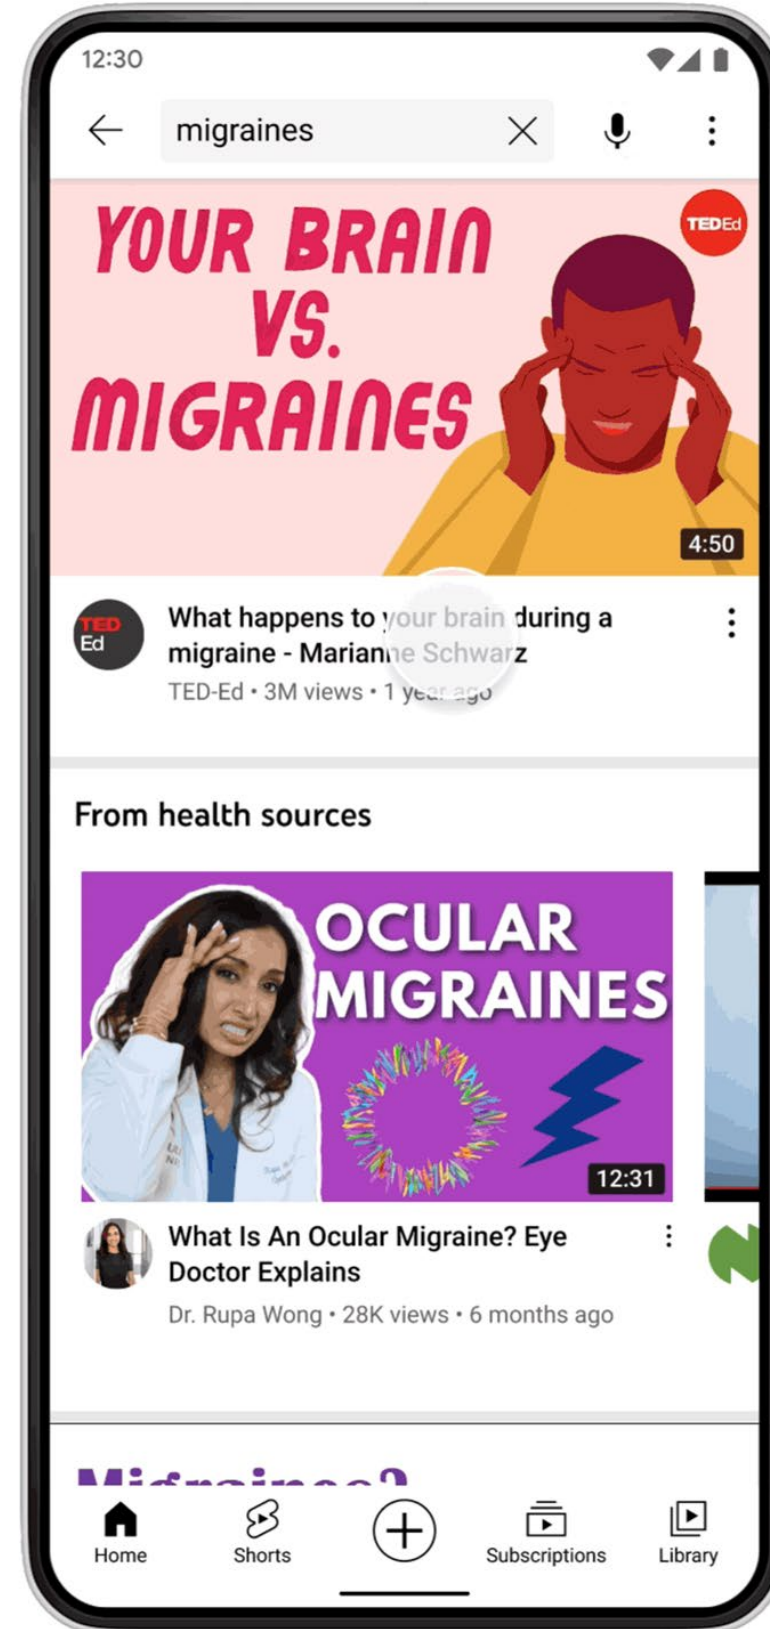 12:30
migraines
YOUR BRAIN
VS.
MIGRAINES
TEDEd
4:50
TED
Ed
What happens to your brain during a
migraine - Marianne Schwarz
TED-Ed • 3M views • 1 year ago
From health sources
OCULAR
MIGRAINES
12:31
What Is An Ocular Migraine? Eye
Doctor Explains
Dr. Rupa Wong • 28K views • 6 months ago
Migraines?
Home
Shorts
Subscriptions
Library